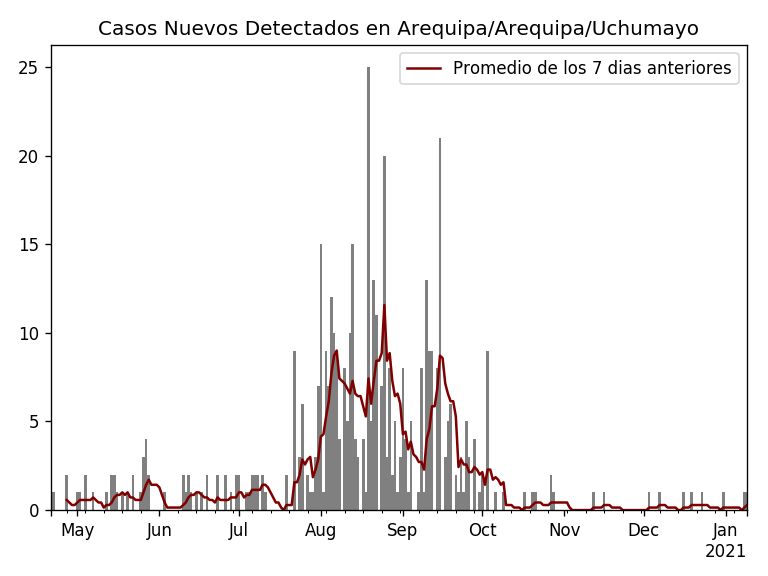 Casos Nuevos Detectados en Arequipa/Arequipa/Uchumayo
Promedio de los 7 dias anteriores
25
20
15
10
5
0
May Jun Jul Aug Sep Oct Nov Dec Jan
2021